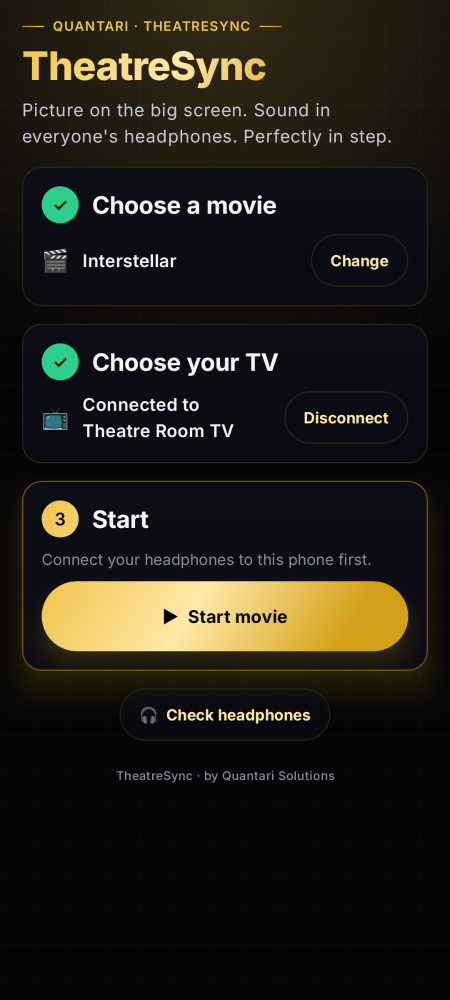 QUANTARI · THEATRESYNC
TheatreSync
Picture on the big screen. Sound in
everyone's headphones. Perfectly in step.
Choose a movie
Interstellar
Change
Choose your TV
Connected to
Theatre Room TV
Disconnect
3 Start
Connect your headphones to this phone first.
Start movie
Check headphones
TheatreSync · by Quantari Solutions